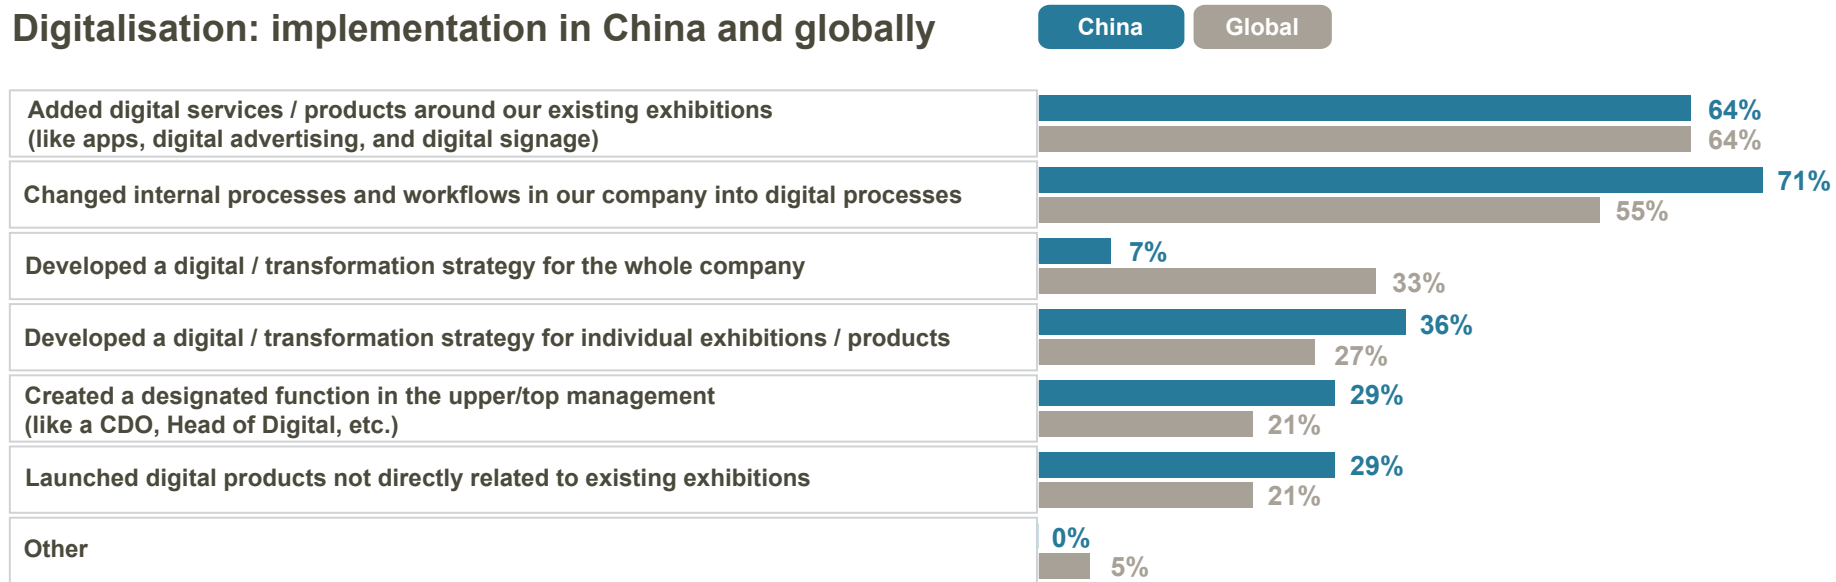 Digitalisation: implementation in China and globally
China
Global
Added digital services / products around our existing exhibitions
(like apps, digital advertising, and digital signage)
64%
64%
Changed internal processes and workflows in our company into digital processes
71%
55%
Developed a digital / transformation strategy for the whole company
7%
33%
Developed a digital / transformation strategy for individual exhibitions / products
36%
27%
Created a designated function in the upper/top management
(like a CDO, Head of Digital, etc.)
29%
21%
Launched digital products not directly related to existing exhibitions
29%
21%
Other
0%
5%